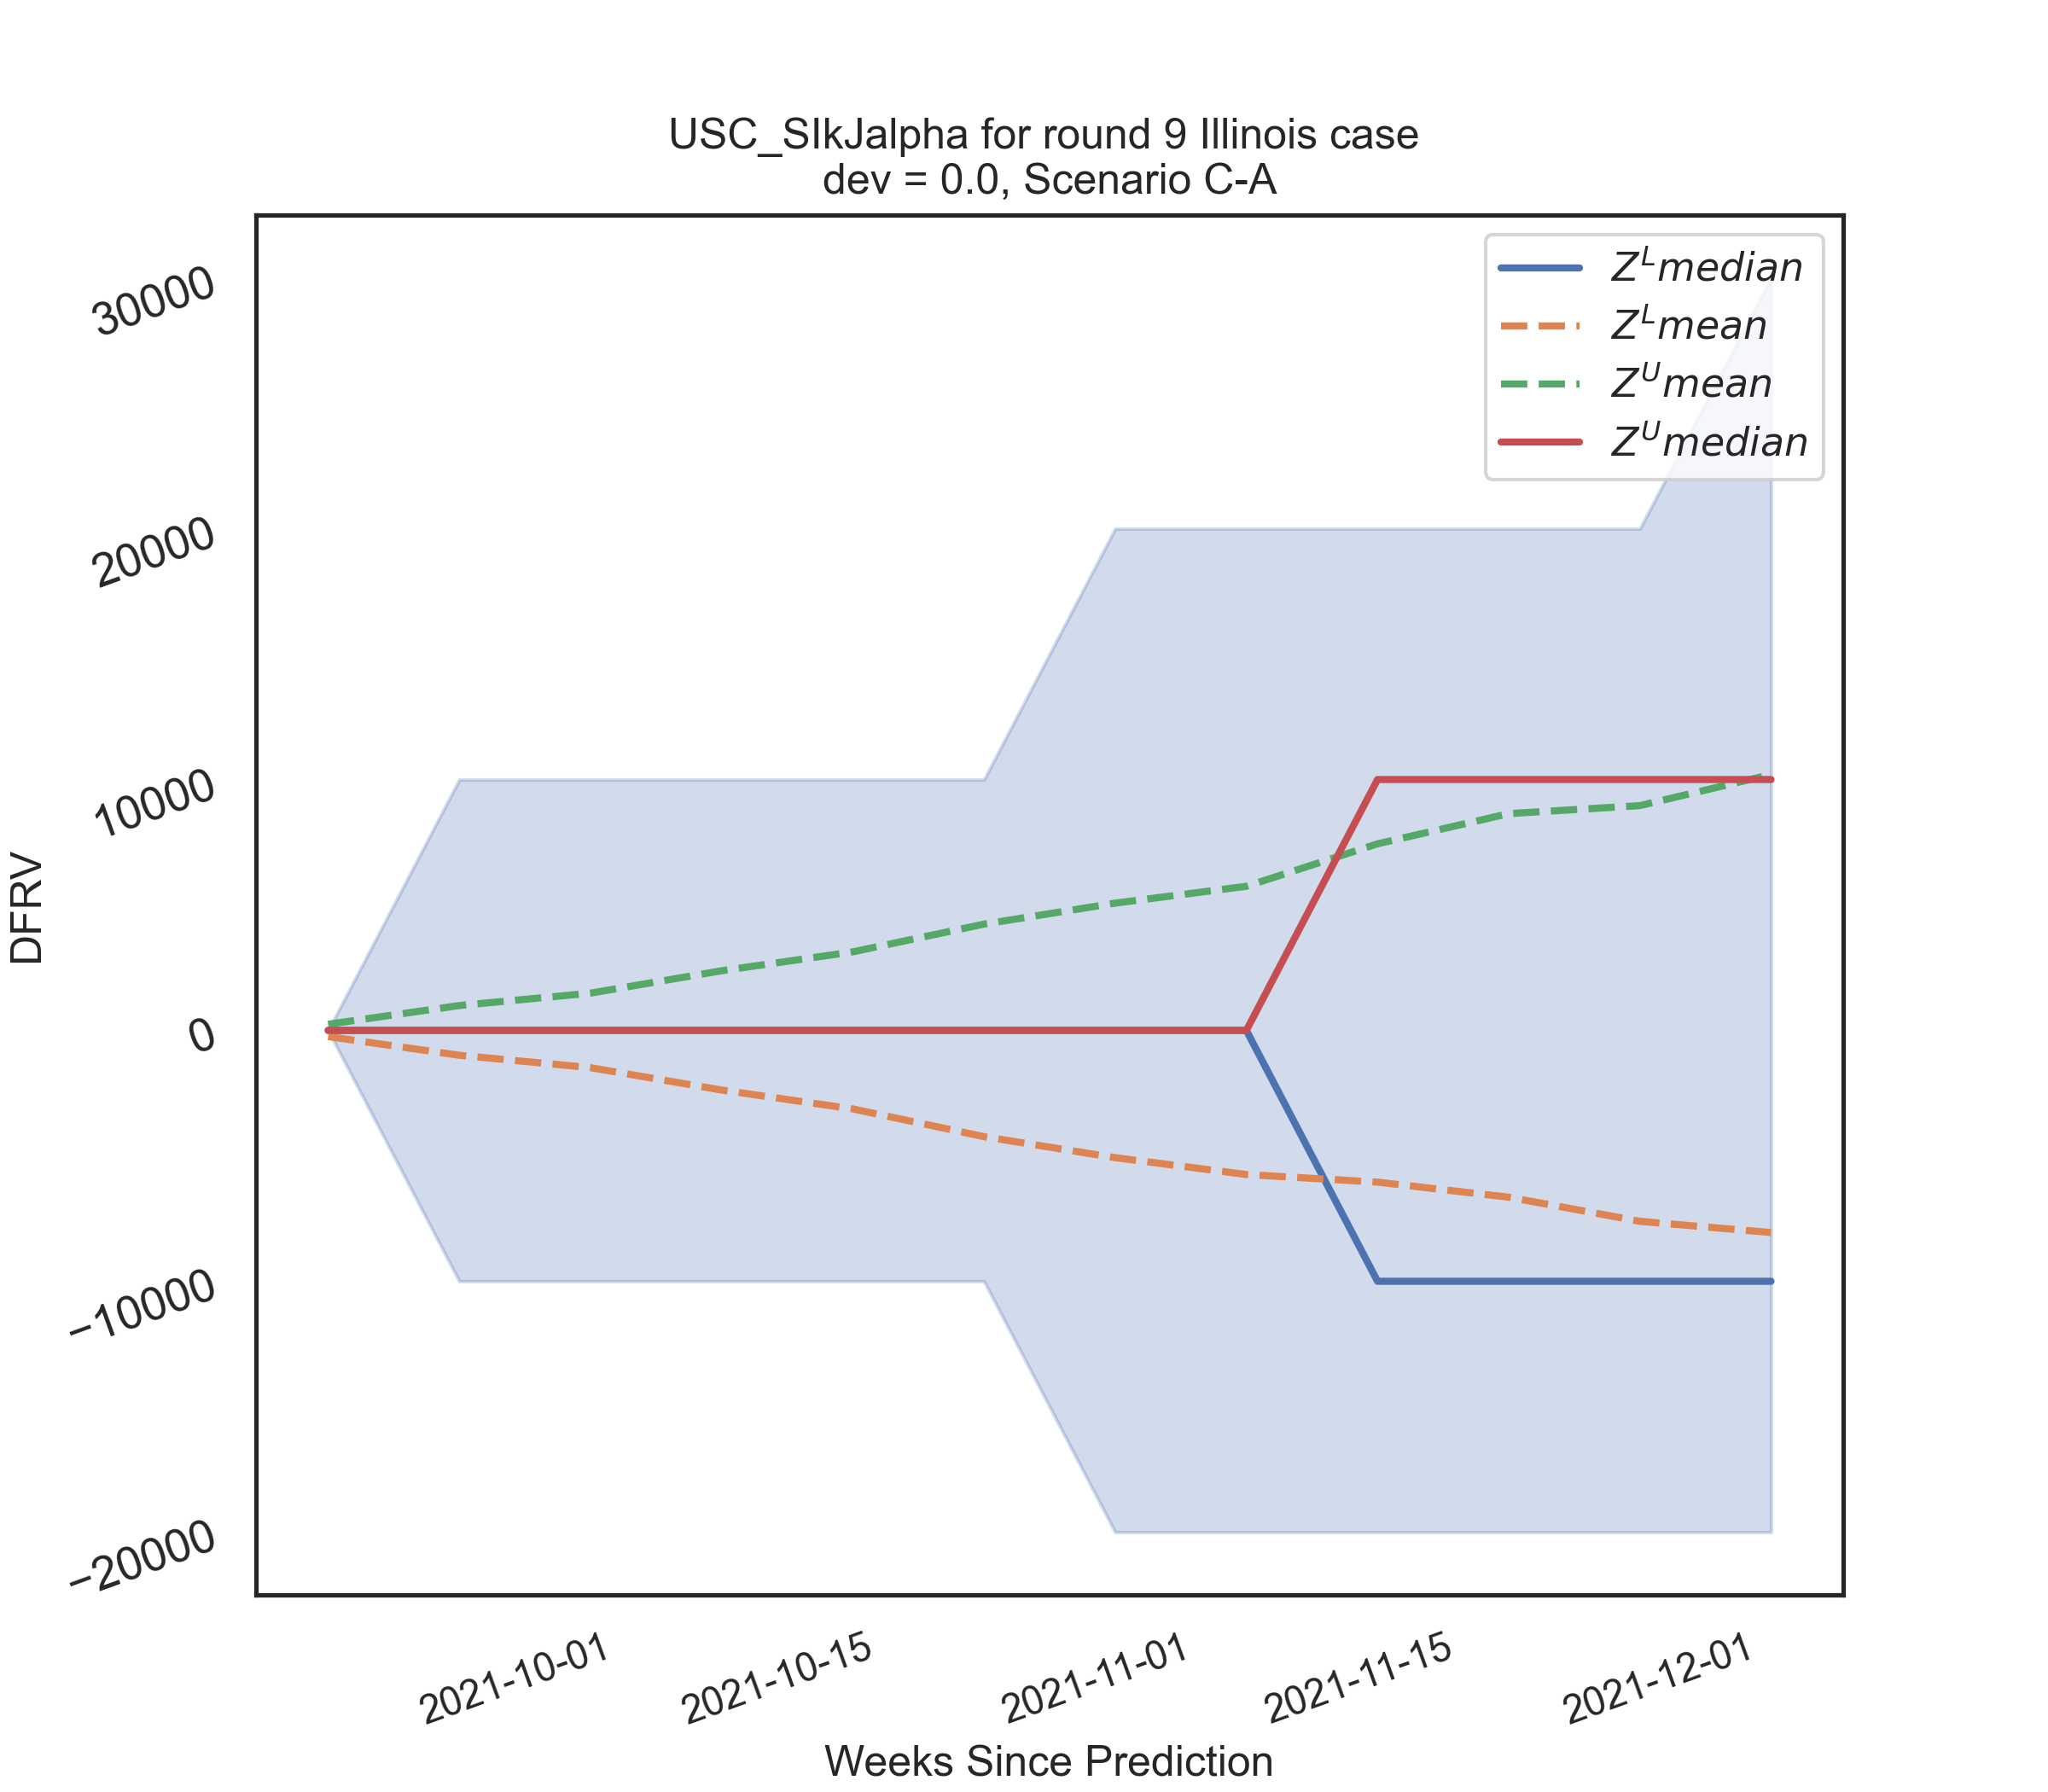 USC_SIkJalpha for round 9 Illinois case
dev = 0.0, Scenario C-A
Z^L median
Z^L mean
Z^U mean
Z^U median
30000
20000
10000
0
−10000
−20000
DFRV
2021-10-01
2021-10-15
2021-11-01
2021-11-15
2021-12-01
Weeks Since Prediction